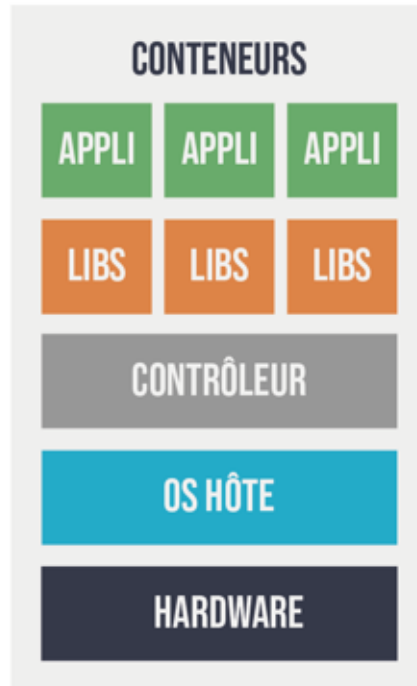 CONTENEURS
APPLI APPLI APPLI
LIBS LIBS LIBS
CONTRÔLEUR
OS HÔTE
HARDWARE